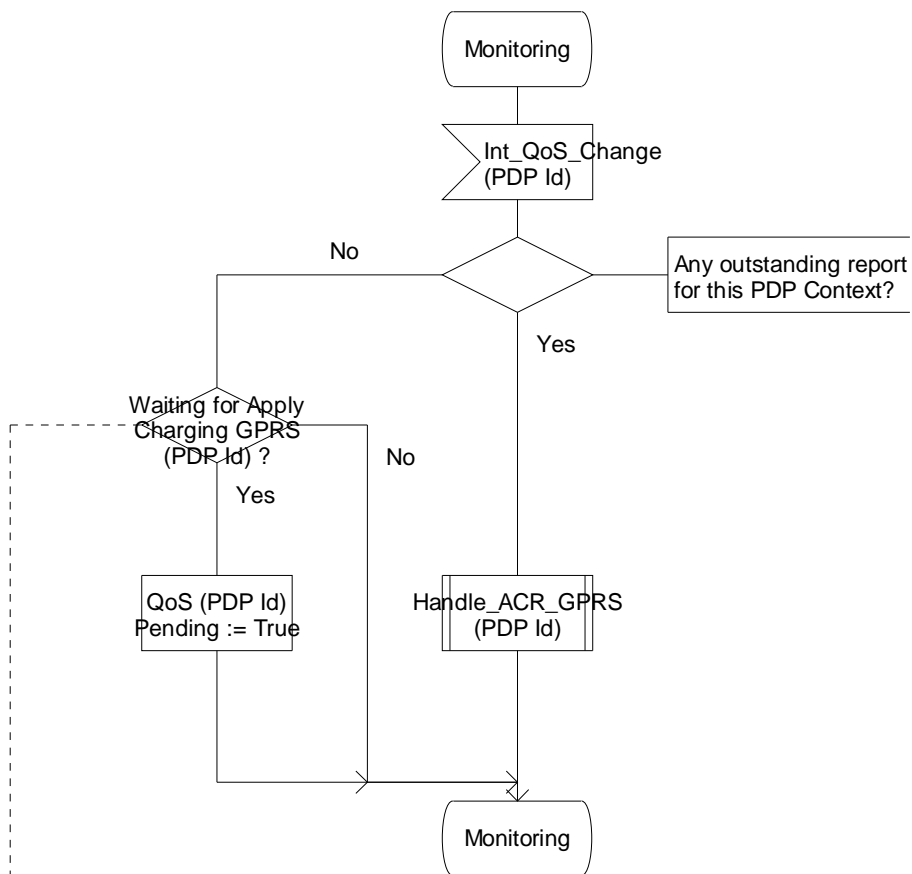 Monitoring
Int_QoS_Change
(PDP Id)
No
Any outstanding report
for this PDP Context?
Yes
Waiting for Apply
Charging GPRS
(PDP Id) ?
No
Yes
QoS (PDP Id)
Pending := True
Handle_ACR_GPRS
(PDP Id)
Monitoring